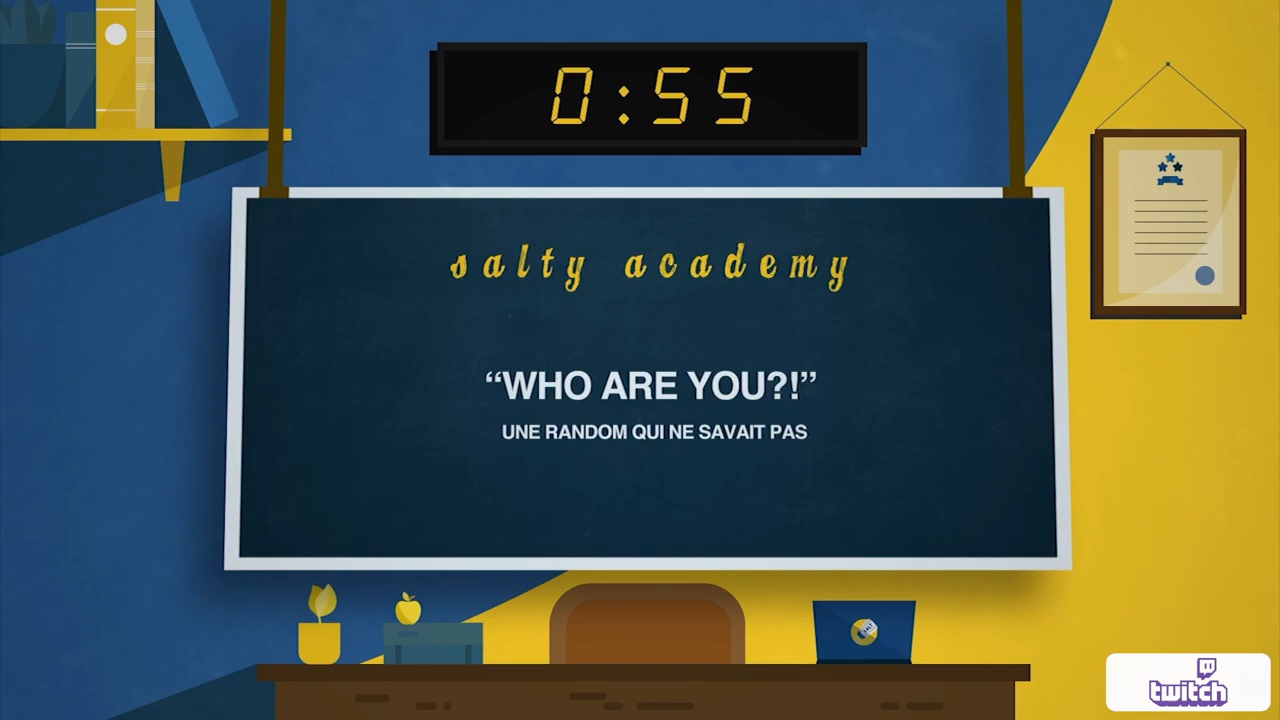 0:55
salty academy
“WHO ARE YOU?!”
UNE RANDOM QUI NE SAVAIT PAS
twitch